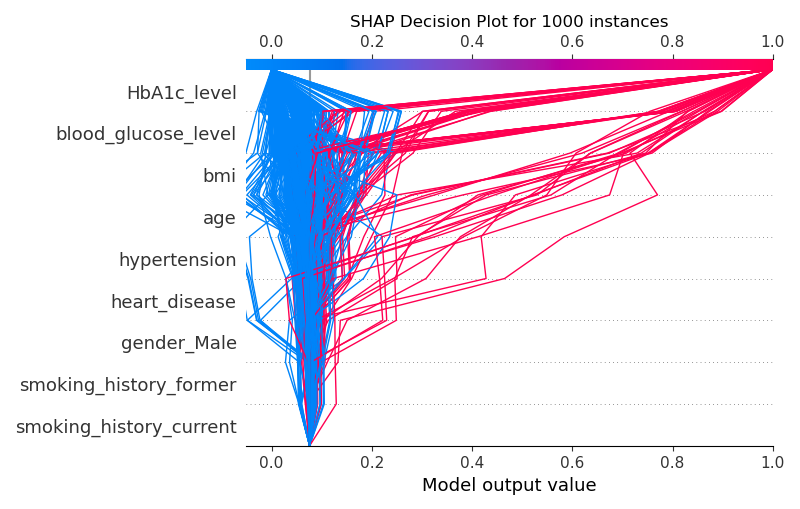 SHAP Decision Plot for 1000 instances
0.0 0.2 0.4 0.6 0.8 1.0
HbA1c_level
blood_glucose_level
bmi
age
hypertension
heart_disease
gender_Male
smoking_history_former
smoking_history_current
0.0 0.2 0.4 0.6 0.8 1.0
Model output value